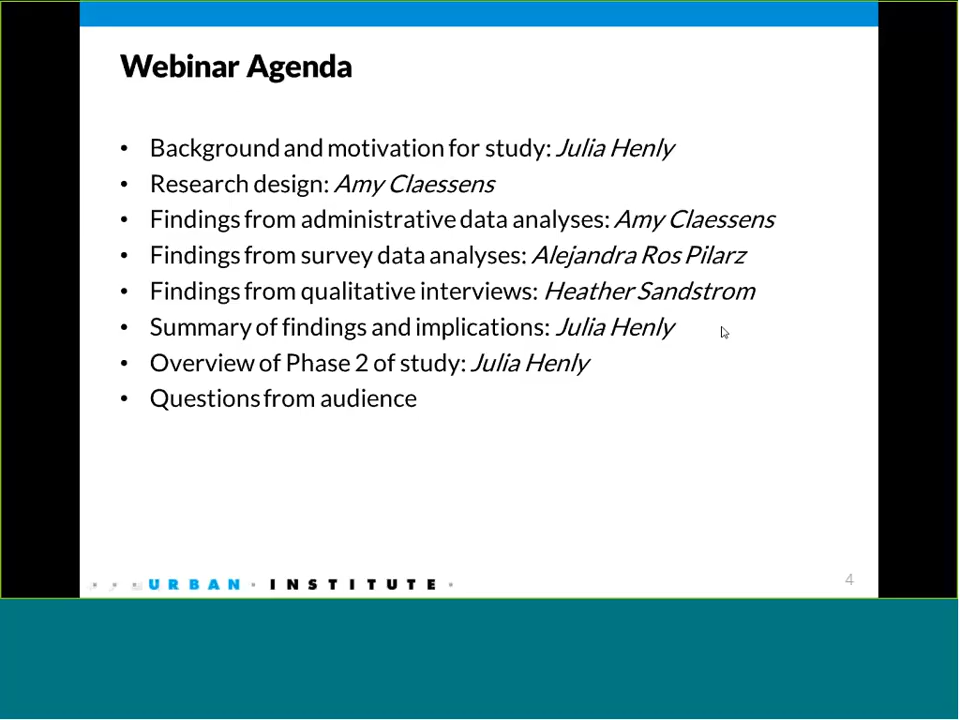 Webinar Agenda
• Background and motivation for study: Julia Henly
• Research design: Amy Claessens
• Findings from administrative data analyses: Amy Claessens
• Findings from survey data analyses: Alejandra Ros Pilarz
• Findings from qualitative interviews: Heather Sandstrom
• Summary of findings and implications: Julia Henly
• Overview of Phase 2 of study: Julia Henly
• Questions from audience
URBAN · INSTITUTE
4